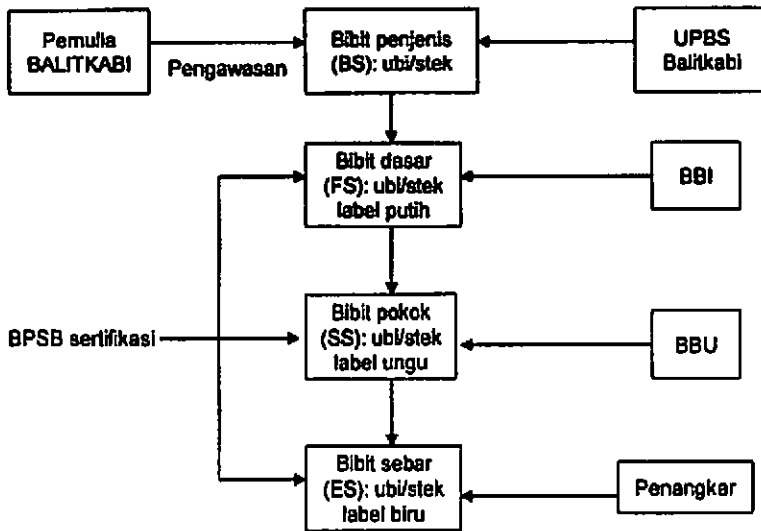 Pemulia
BALITKABI
Pengawasan
Bibit penjenis
(BS): ubi/stek
UPBS
Balitkabi
Bibit dasar
(FS): ubi/stek
label putih
BBI
BPSB sertifikasi
Bibit pokok
(SS): ubi/stek
label ungu
BBU
Bibit sebar
(ES): ubi/stek
label biru
Penangkar